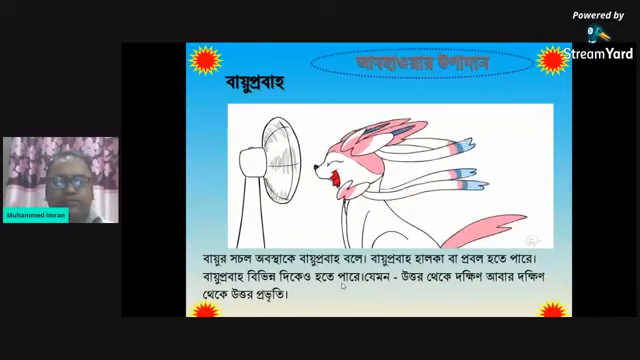 Powered by
StreamYard
আবহাওয়ার উপাদান
বায়ুপ্রবাহ
Muhammed Imran
বায়ুর সচল অবস্থাকে বায়ুপ্রবাহ বলে। বায়ুপ্রবাহ হালকা বা প্রবল হতে পারে।
বায়ুপ্রবাহ বিভিন্ন দিকেও হতে পারে।যেমন - উত্তর থেকে দক্ষিণ আবার দক্ষিণ
থেকে উত্তর প্রভৃতি।